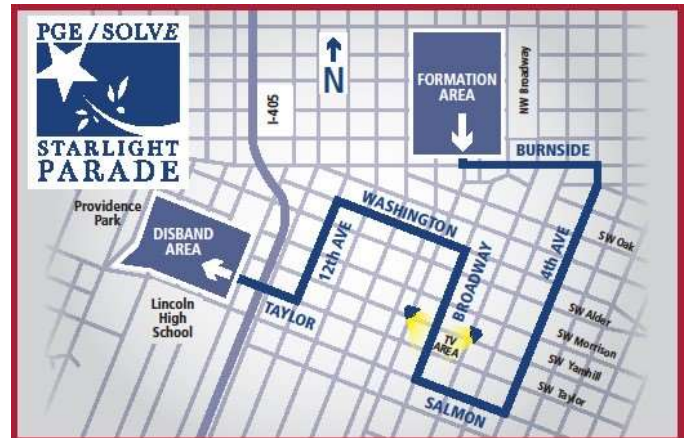 PGE / SOLVE
STARLIGHT
PARADE
N
I-405
FORMATION
AREA
NW Broadway
BURNSIDE
Providence
Park
DISBAND
AREA
WASHINGTON
12th AVE
BROADWAY
4th AVE
SW Oak
Lincoln
High
School
TAYLOR
TV
AREA
SW Alder
SW Morrison
SW Yamhill
SW Taylor
SALMON